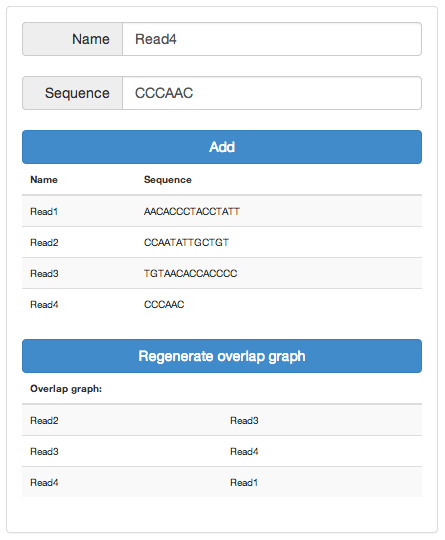 Name Read4
Sequence CCCAAC
Add
Name Sequence
Read1 AACACCCTACCTATT
Read2 CCAATATTGCTGT
Read3 TGTAACACCACCCC
Read4 CCCAAC
Regenerate overlap graph
Overlap graph:
Read2 Read3
Read3 Read4
Read4 Read1